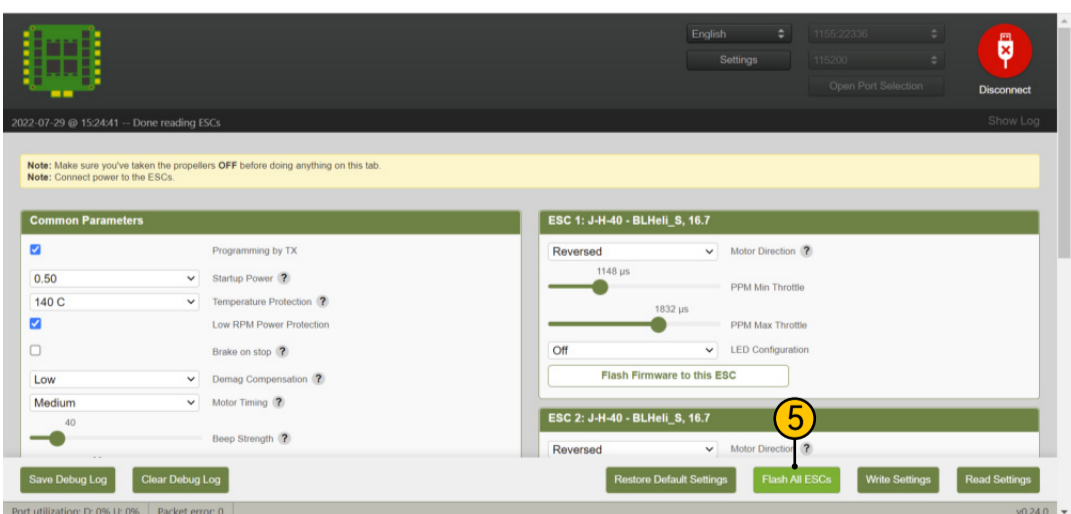 English
1155:22336
Settings
115200
Open Port Selection
Disconnect
2022-07-29 @ 15:24:41 -- Done reading ESCs
Show Log
Note: Make sure you've taken the propellers OFF before doing anything on this tab.
Note: Connect power to the ESCs.
Common Parameters
Programming by TX
0.50
Startup Power ?
140 C
Temperature Protection ?
Low RPM Power Protection
Brake on stop ?
Low
Demag Compensation ?
Medium
Motor Timing ?
40
Beep Strength ?
ESC 1: J-H-40 - BLHeli_S, 16.7
Reversed
Motor Direction ?
1148 µs
PPM Min Throttle
1832 µs
PPM Max Throttle
Off
LED Configuration
Flash Firmware to this ESC
ESC 2: J-H-40 - BLHeli_S, 16.7
5
Reversed
Motor Direction ?
Save Debug Log
Clear Debug Log
Restore Default Settings
Flash All ESCs
Write Settings
Read Settings
Port utilization: D: 0% U: 0%
Packet error: 0
v0.24.0